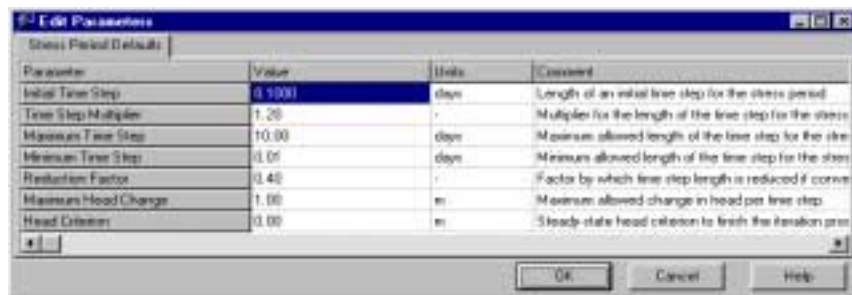 Edit Parameters
Stress Period Defaults
Parameter Value Units Comment
Initial Time Step 0.1000 days Length of an initial time step for the stress period
Time Step Multiplier 1.20 - Multiplier for the length of the time step for the stress
Maximum Time Step 10.00 days Maximum allowed length of the time step for the stre
Minimum Time Step 0.01 days Minimum allowed length of the time step for the stres
Reduction Factor 0.40 - Factor by which time step length is reduced if conve
Maximum Head Change 1.00 m Maximum allowed change in head per time step
Head Criterion 0.00 m Steady-state head criterion to finish the iteration proc
OK Cancel Help